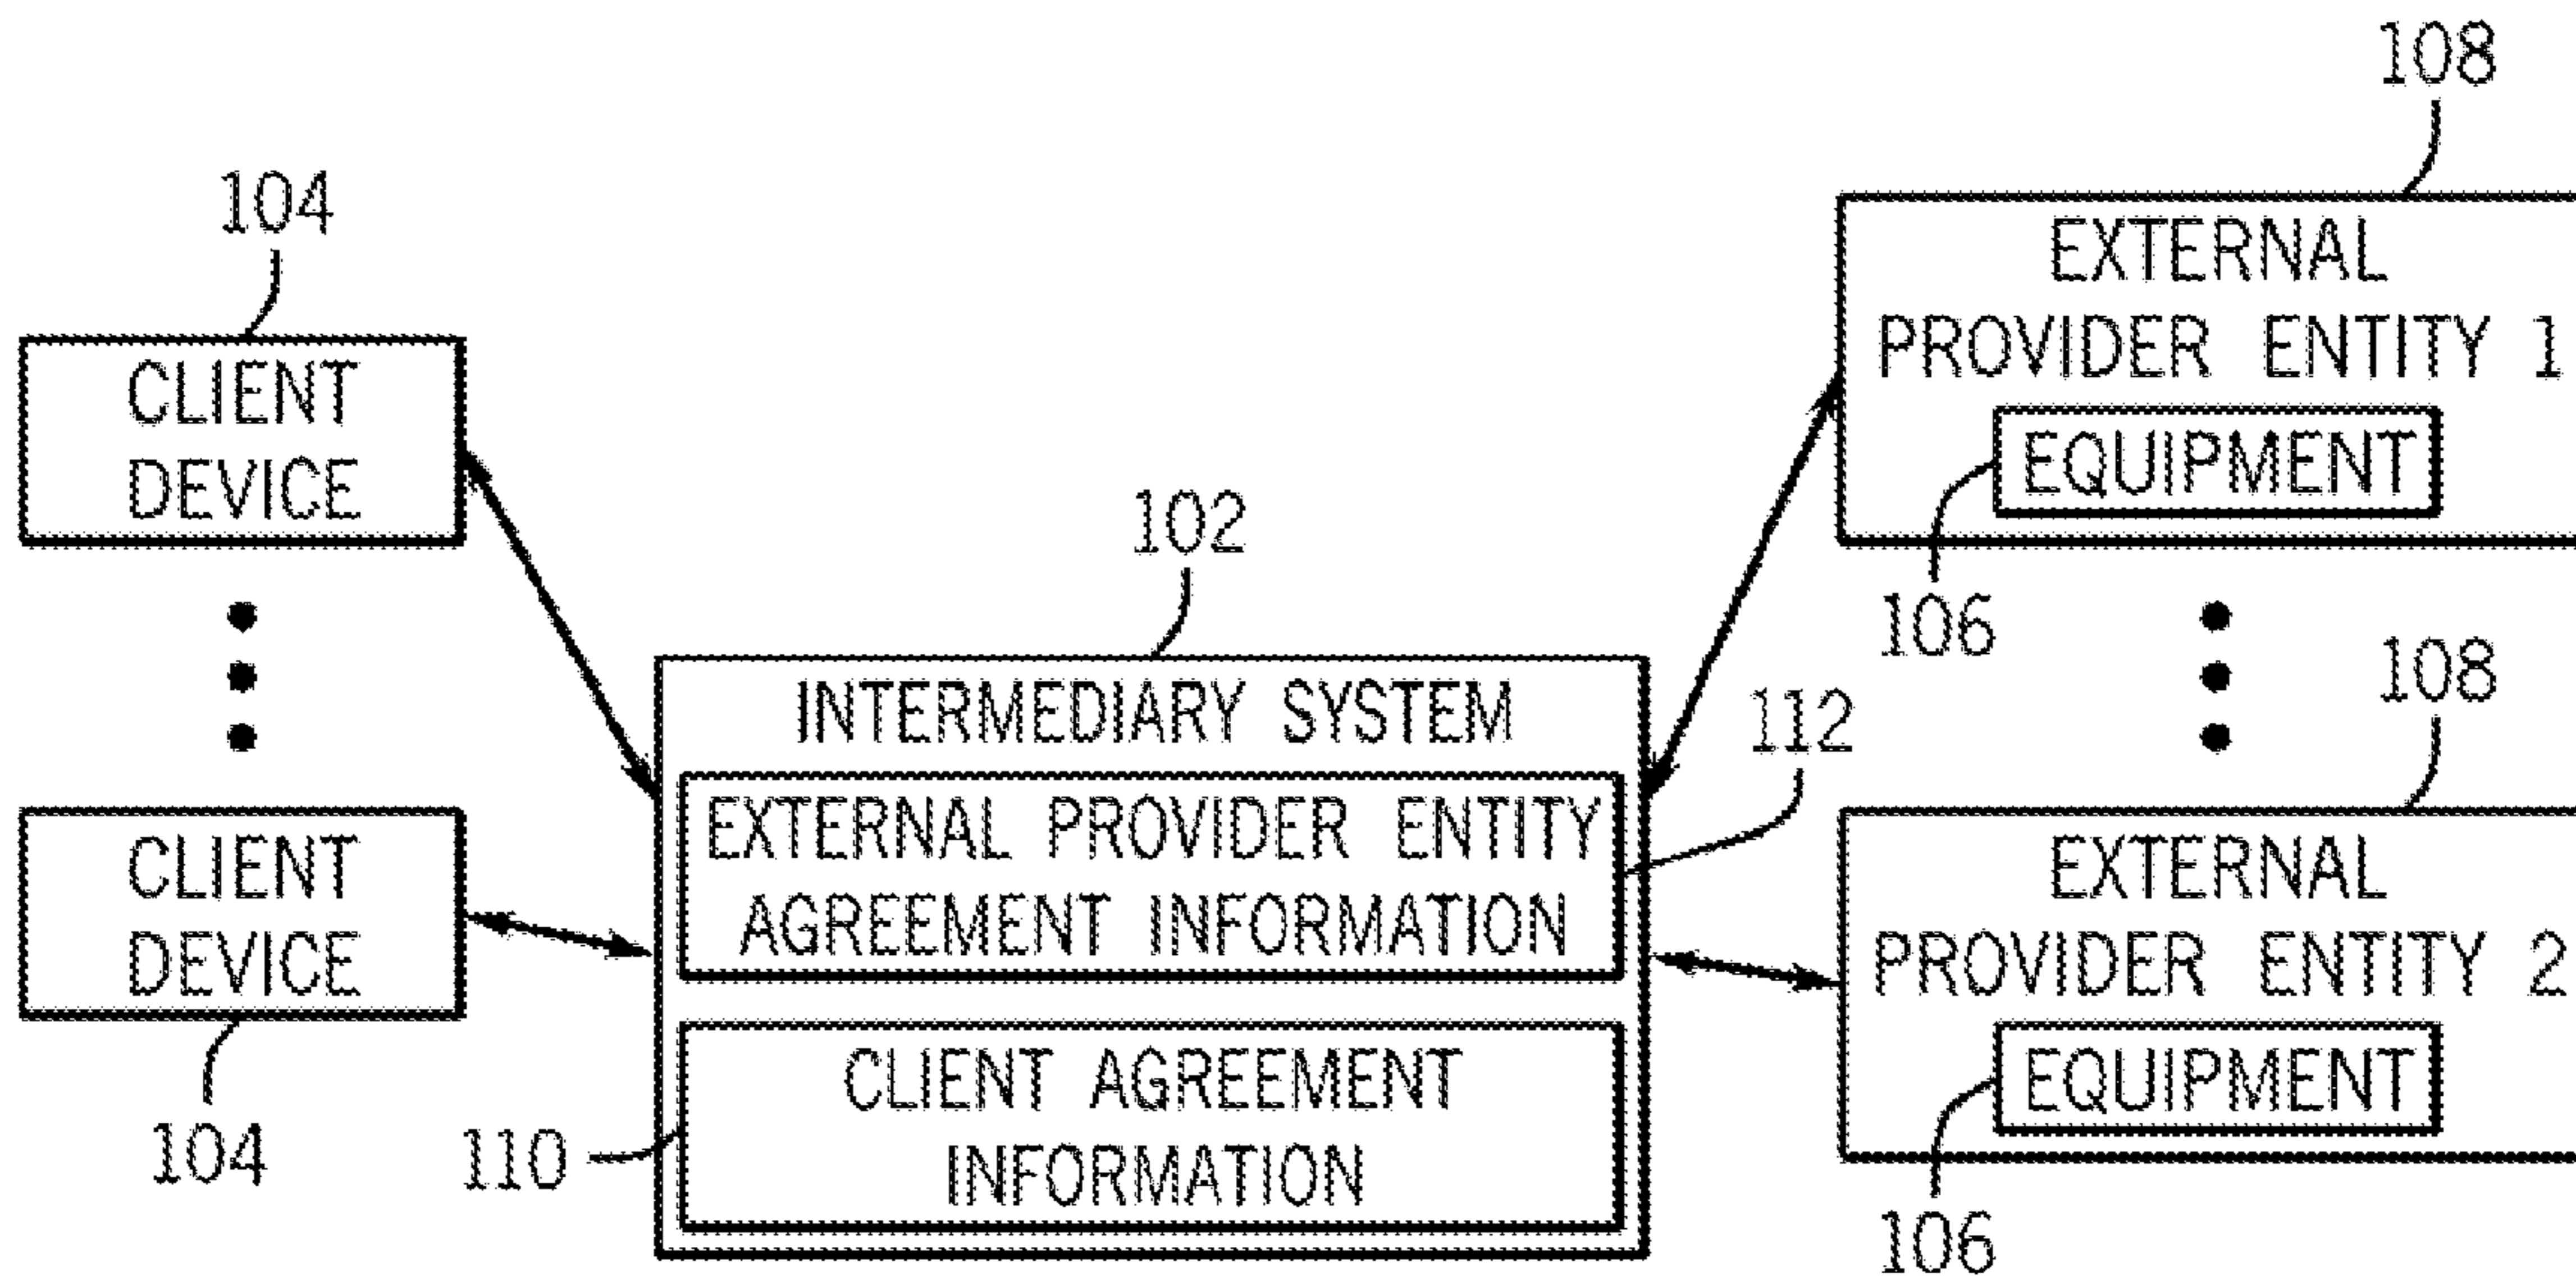 108
104
EXTERNAL
PROVIDER ENTITY 1
EQUIPMENT
106
CLIENT
DEVICE
102
INTERMEDIARY SYSTEM
EXTERNAL PROVIDER ENTITY
AGREEMENT INFORMATION
112
CLIENT AGREEMENT
INFORMATION
110
CLIENT
DEVICE
104
108
EXTERNAL
PROVIDER ENTITY 2
EQUIPMENT
106